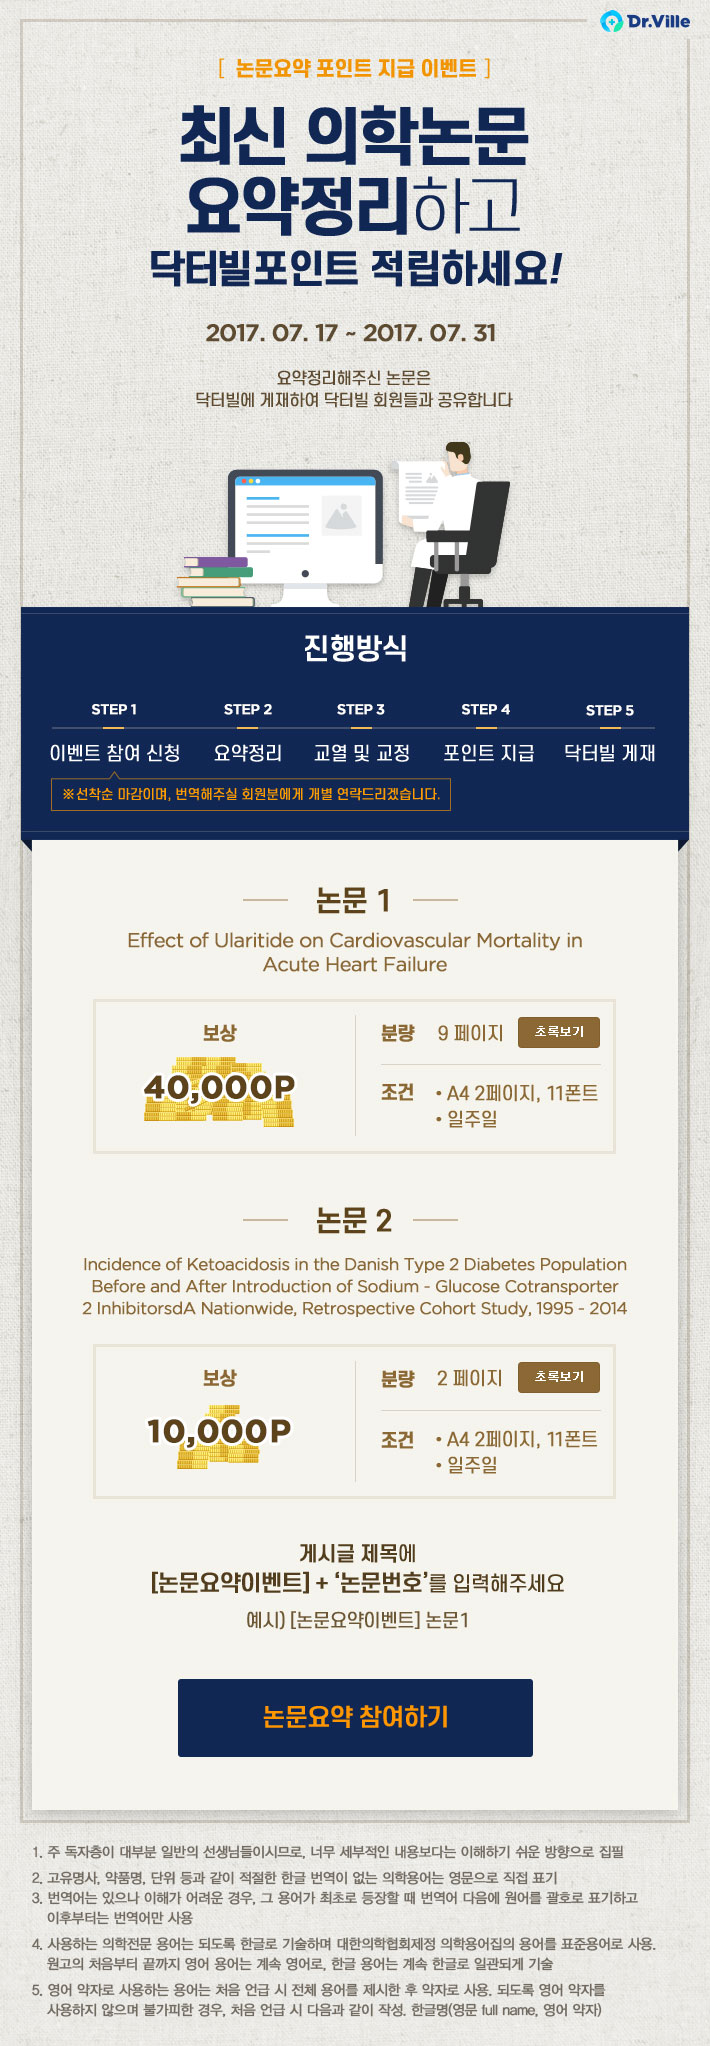 Dr.Ville
[ 논문요약 포인트 지급 이벤트 ]
최신 의학논문
요약정리하고
닥터빌포인트 적립하세요!
2017. 07. 17 ~ 2017. 07. 31
요약정리해주신 논문은
닥터빌에 게재하여 닥터빌 회원들과 공유합니다
진행방식
STEP 1 STEP 2 STEP 3 STEP 4 STEP 5
이벤트 참여 신청 요약정리 교열 및 교정 포인트 지급 닥터빌 게재
※선착순 마감이며, 번역해주실 회원분에게 개별 연락드리겠습니다.
논문 1
Effect of Ularitide on Cardiovascular Mortality in
Acute Heart Failure
보상
40,000P
분량 9 페이지 초록보기
조건 • A4 2페이지, 11폰트
• 일주일
논문 2
Incidence of Ketoacidosis in the Danish Type 2 Diabetes Population
Before and After Introduction of Sodium - Glucose Cotransporter
2 InhibitorsdA Nationwide, Retrospective Cohort Study, 1995 - 2014
보상
10,000P
분량 2 페이지 초록보기
조건 • A4 2페이지, 11폰트
• 일주일
게시글 제목에
[논문요약이벤트] + ‘논문번호’를 입력해주세요
예시) [논문요약이벤트] 논문1
논문요약 참여하기
1. 주 독자층이 대부분 일반의 선생님들이시므로, 너무 세부적인 내용보다는 이해하기 쉬운 방향으로 집필
2. 고유명사, 약품명, 단위 등과 같이 적절한 한글 번역이 없는 의학용어는 영문으로 직접 표기
3. 번역어는 있으나 이해가 어려운 경우, 그 용어가 최초로 등장할 때 번역어 다음에 원어를 괄호로 표기하고
이후부터는 번역어만 사용
4. 사용하는 의학전문 용어는 되도록 한글로 기술하며 대한의학협회제정 의학용어집의 용어를 표준용어로 사용.
원고의 처음부터 끝까지 영어 용어는 계속 영어로, 한글 용어는 계속 한글로 일관되게 기술
5. 영어 약자로 사용하는 용어는 처음 언급 시 전체 용어를 제시한 후 약자로 사용. 되도록 영어 약자를
사용하지 않으며 불가피한 경우, 처음 언급 시 다음과 같이 작성. 한글명(영문 full name, 영어 약자)